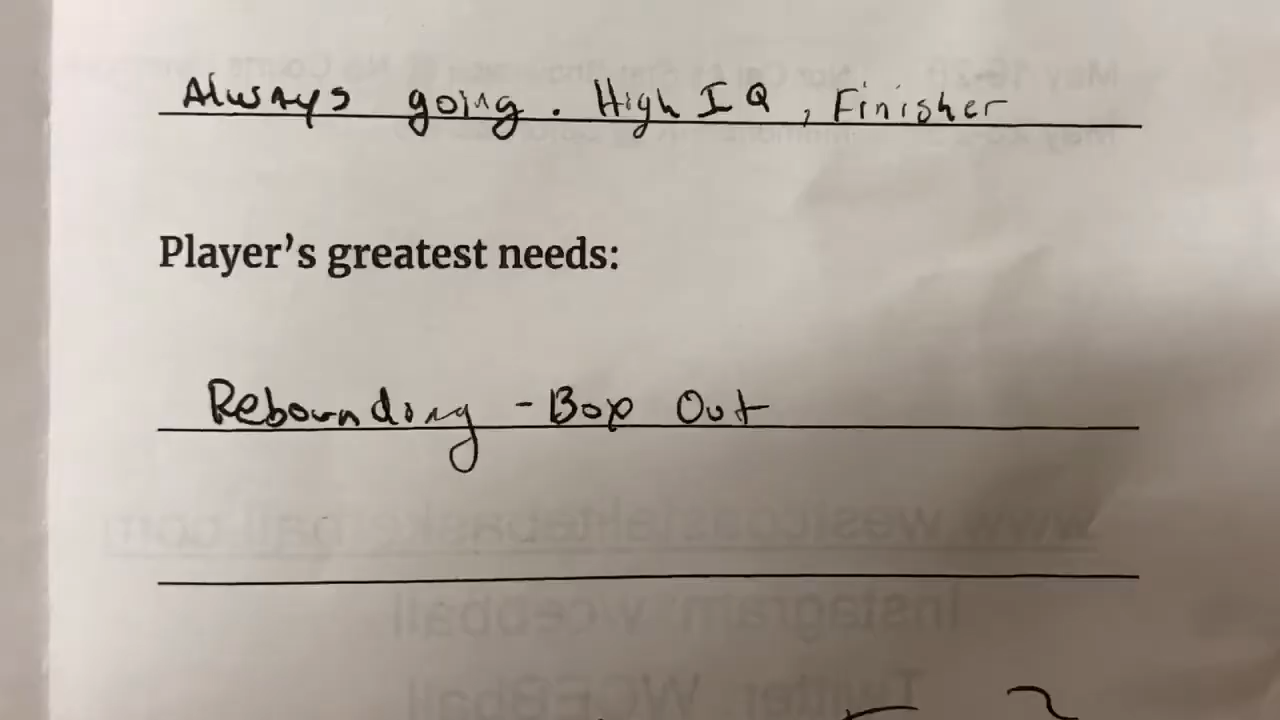 Always going. High IQ, Finisher
Player's greatest needs:
Rebounding - Box Out